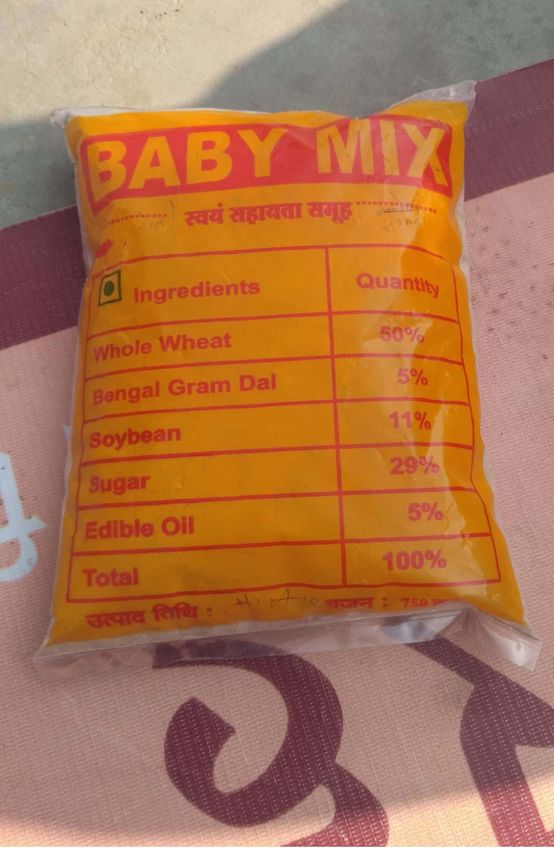 BABY MIX
स्वयं सहायता समूह
Ingredients Quantity
Whole Wheat 50%
Bengal Gram Dal 5%
Soybean 11%
Sugar 29%
Edible Oil 5%
Total 100%
उत्पाद तिथि : वजन : 750